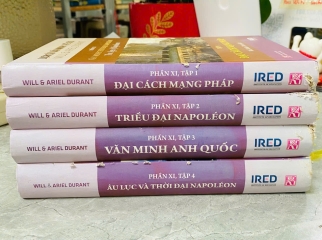 WILL & ARIEL DURANT
PHẦN XI, TẬP 1
ĐẠI CÁCH MẠNG PHÁP
IRED
WILL & ARIEL DURANT
PHẦN XI, TẬP 2
TRIỀU ĐẠI NAPOLÉON
IRED
WILL & ARIEL DURANT
PHẦN XI, TẬP 3
VĂN MINH ANH QUỐC
IRED
WILL & ARIEL DURANT
PHẦN XI, TẬP 4
ÂU LỤC VÀ THỜI ĐẠI NAPOLÉON
IRED